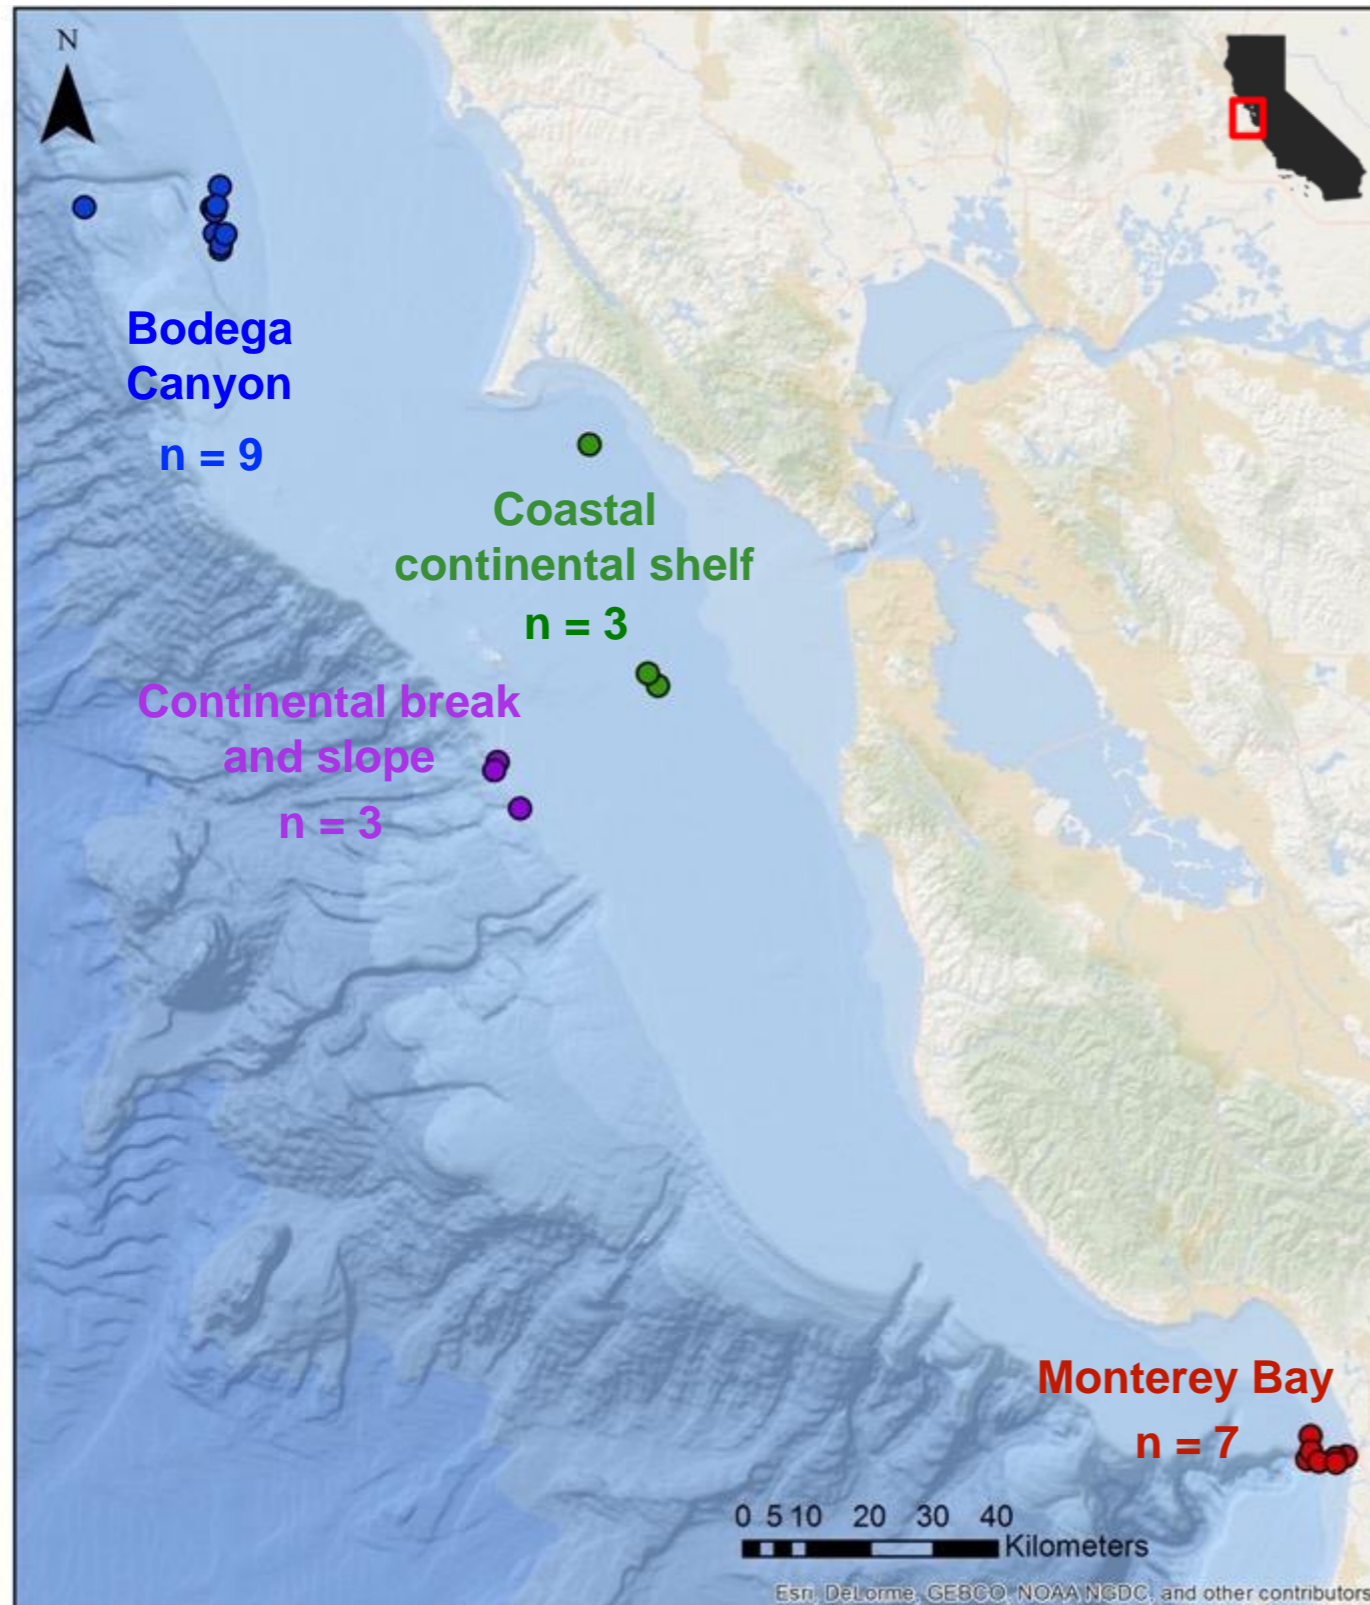 N
Bodega
Canyon
n = 9
Coastal
continental shelf
n = 3
Continental break
and slope
n = 3
Monterey Bay
n = 7
0 5 10 20 30 40
Kilometers
Esri, DeLorme, GEBCO, NOAA NGDC, and other contributors